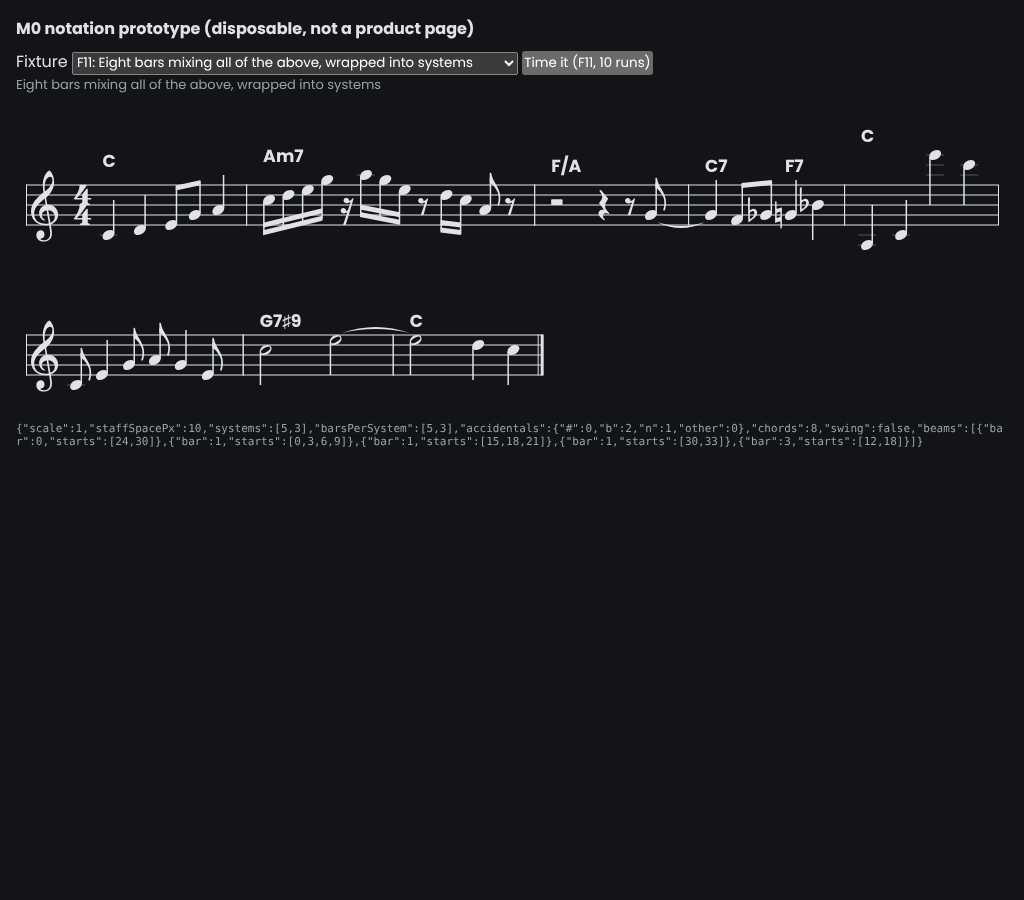 M0 notation prototype (disposable, not a product page)
Fixture F11: Eight bars mixing all of the above, wrapped into systems Time it (F11, 10 runs)
Eight bars mixing all of the above, wrapped into systems
C Am7 F/A C7 F7 C
4
4
G7♯9 C
{"scale":1,"staffSpacePx":10,"systems":[5,3],"barsPerSystem":[5,3],"accidentals":{"#":0,"b":2,"n":1,"other":0},"chords":8,"swing":false,"beams":[{"ba
r":0,"starts":[24,30]},{"bar":1,"starts":[0,3,6,9]},{"bar":1,"starts":[15,18,21]},{"bar":1,"starts":[30,33]},{"bar":3,"starts":[12,18]}]}